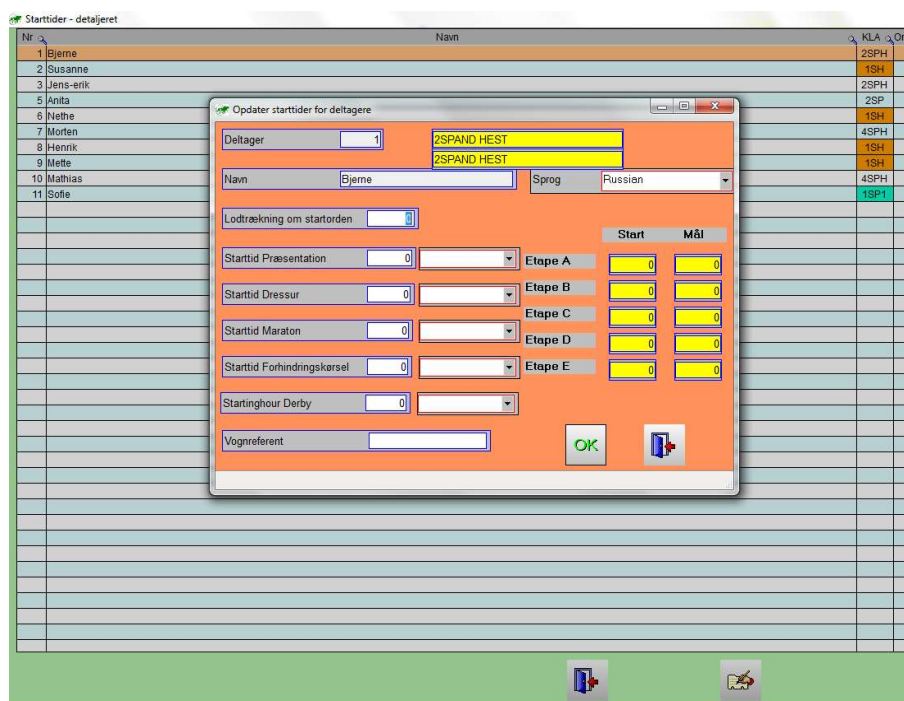 Starttider - detaljeret
Nr Navn KLA Or
1 Bjerne 2SPH
2 Susanne 1SH
3 Jens-erik 2SPH
5 Anita 2SP
6 Nethe 1SH
7 Morten 4SPH
8 Henrik 1SH
9 Mette 1SH
10 Mathias 4SPH
11 Sofie 1SP1
Opdater starttider for deltagere
Deltager 1 2SPAND HEST
2SPAND HEST
Navn Bjerne Sprog Russian
Lodtrækning om startorden 0
Start Mål
Starttid Præsentation 0 Etape A 0 0
Starttid Dressur 0 Etape B 0 0
Etape C 0 0
Starttid Maraton 0 Etape D 0 0
Starttid Forhindringskørsel 0 Etape E 0 0
Startinghour Derby 0
Vognreferent
OK